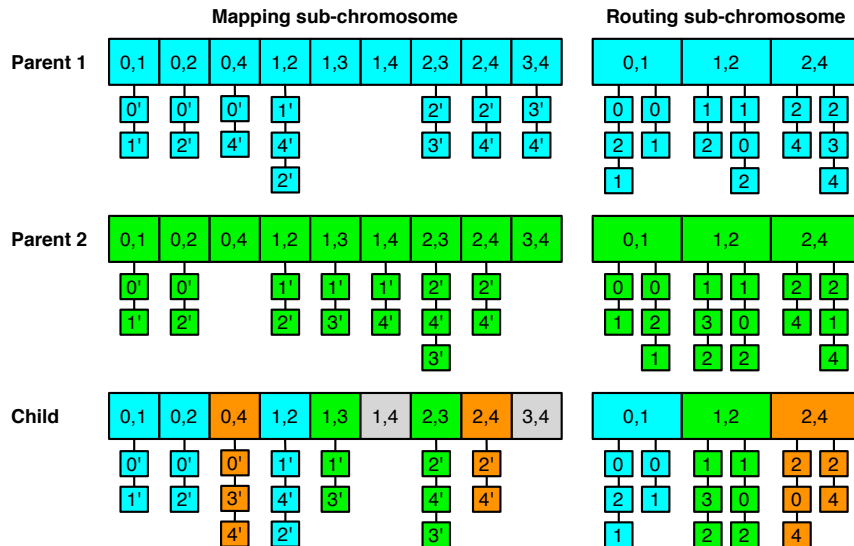 Mapping sub-chromosome Routing sub-chromosome
Parent 1 0,1 0,2 0,4 1,2 1,3 1,4 2,3 2,4 3,4 0,1 1,2 2,4
0' 0' 0' 1' 2' 2' 3' 0 0 1 1 2 2
1' 2' 4' 4' 3' 4' 4' 2 1 2 0 4 3
2' 1 2 4
Parent 2 0,1 0,2 0,4 1,2 1,3 1,4 2,3 2,4 3,4 0,1 1,2 2,4
0' 0' 1' 1' 1' 2' 2' 0 0 1 1 2 2
1' 2' 2' 3' 4' 4' 4' 1 2 3 0 4 1
3' 1 2 2 4
Child 0,1 0,2 0,4 1,2 1,3 1,4 2,3 2,4 3,4 0,1 1,2 2,4
0' 0' 0' 1' 1' 2' 2' 0 0 1 1 2 2
1' 2' 3' 4' 3' 4' 4' 2 1 3 0 0 4
4' 2' 3' 1 2 2 4